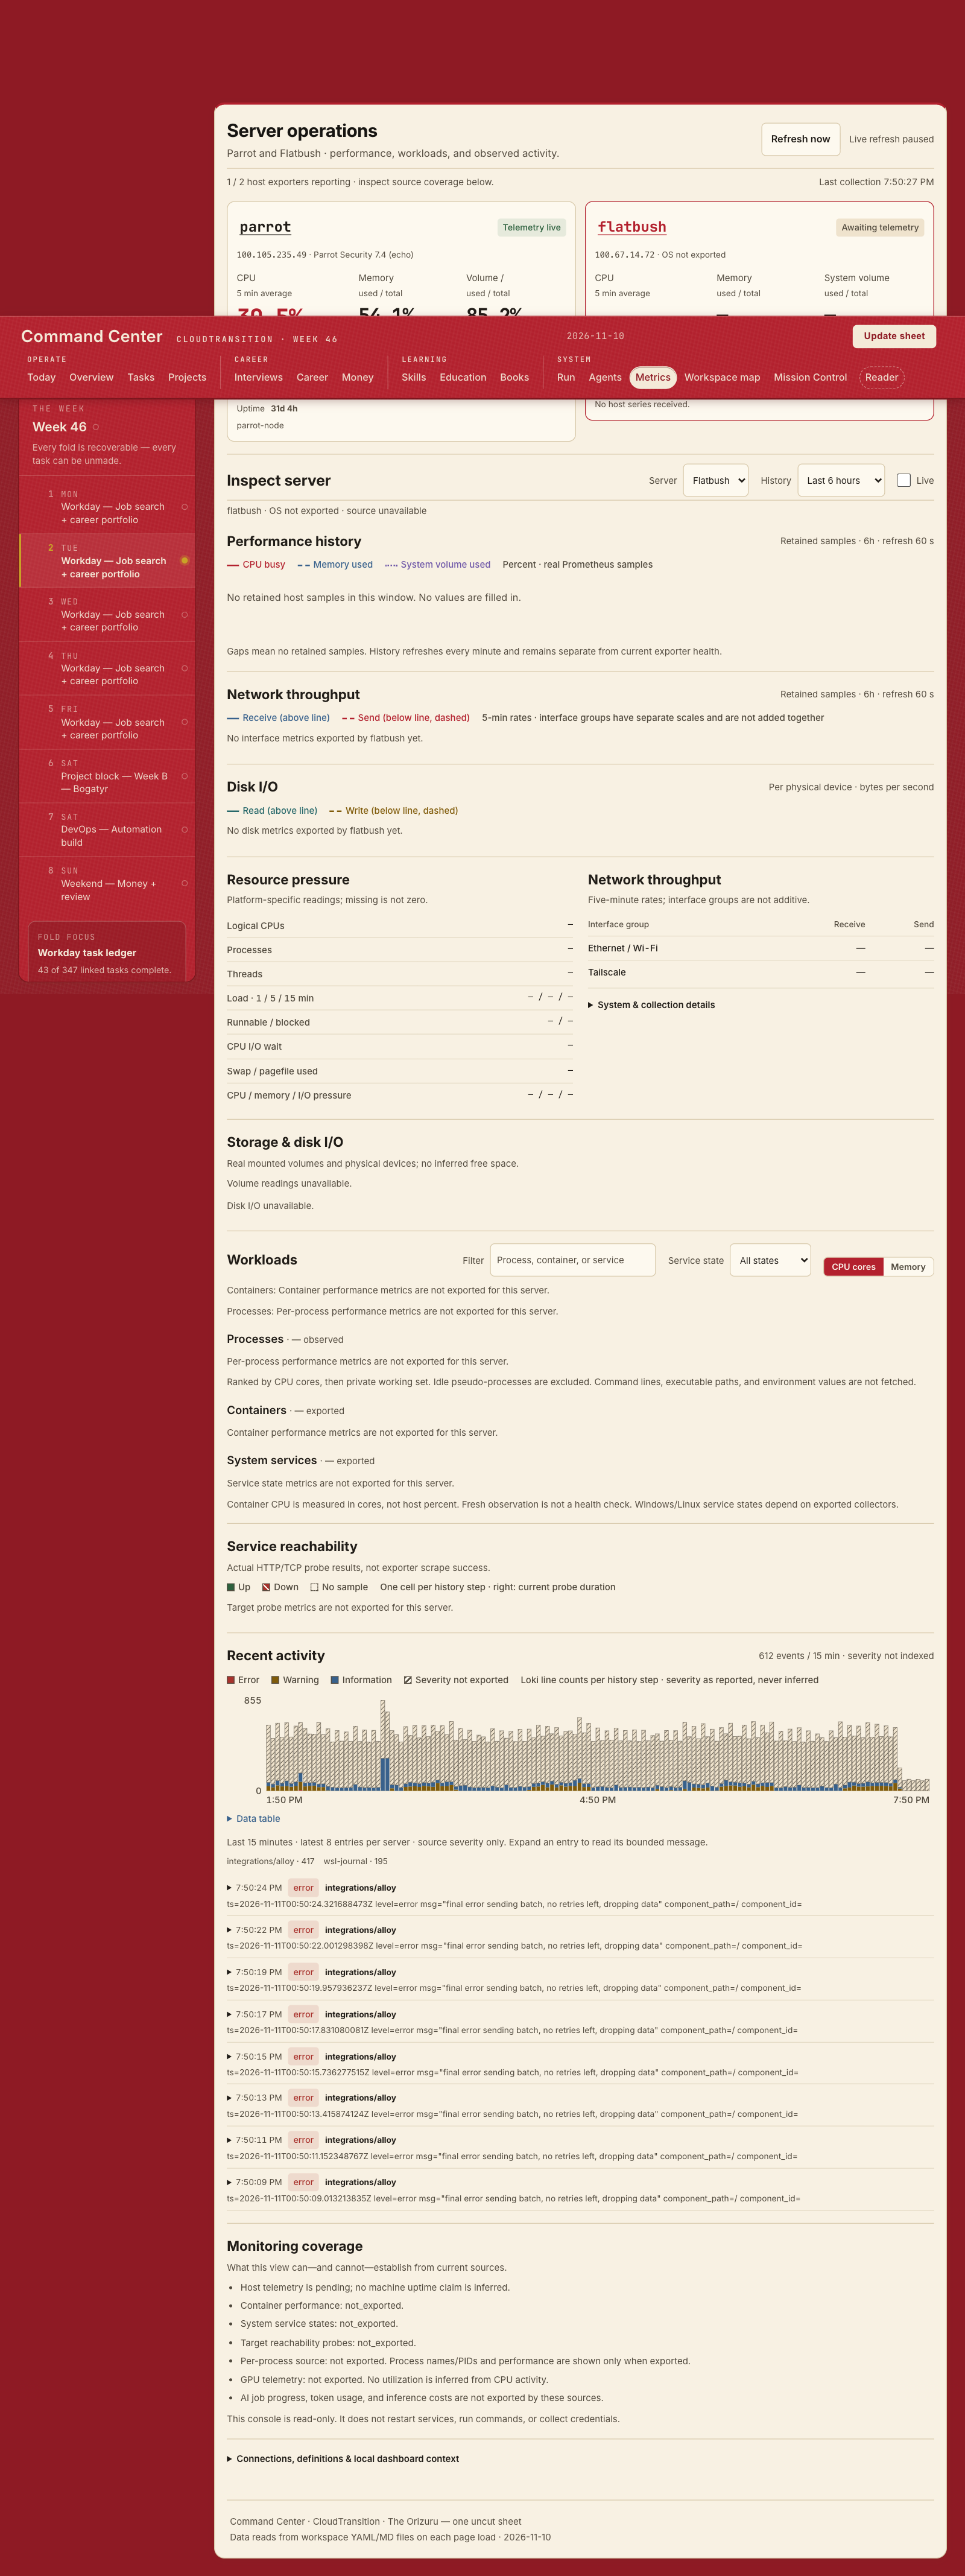 Server operations
Parrot and Flatbush · performance, workloads, and observed activity.
Refresh now
Live refresh paused
1 / 2 host exporters reporting · inspect source coverage below.
Last collection 7:50:27 PM
parrot
Telemetry live
100.105.235.49 · Parrot Security 7.4 (echo)
CPU
Memory
Volume /
5 min average
used / total
used / total
39.5%
54.1%
85.2%
flatbush
Awaiting telemetry
100.67.14.72 · OS not exported
CPU
Memory
System volume
5 min average
used / total
used / total
— —
Command Center CLOUDTRANSITION · WEEK 46
2026-11-10
Update sheet
OPERATE
Today Overview Tasks Projects
CAREER
Interviews Career Money
LEARNING
Skills Education Books
SYSTEM
Run Agents Metrics Workspace map Mission Control Reader
Uptime 31d 4h
parrot-node
No host series received.
THE WEEK
Week 46
Every fold is recoverable — every
task can be unmade.
1 MON
Workday — Job search
+ career portfolio
2 TUE
Workday — Job search
+ career portfolio
3 WED
Workday — Job search
+ career portfolio
4 THU
Workday — Job search
+ career portfolio
5 FRI
Workday — Job search
+ career portfolio
6 SAT
Project block — Week B
— Bogatyr
7 SAT
DevOps — Automation
build
8 SUN
Weekend — Money +
review
FOLD FOCUS
Workday task ledger
43 of 347 linked tasks complete.
Inspect server
Server Flatbush
History Last 6 hours
Live
flatbush · OS not exported · source unavailable
Performance history
Retained samples · 6h · refresh 60 s
CPU busy Memory used System volume used Percent · real Prometheus samples
No retained host samples in this window. No values are filled in.
Gaps mean no retained samples. History refreshes every minute and remains separate from current exporter health.
Network throughput
Retained samples · 6h · refresh 60 s
Receive (above line) Send (below line, dashed) 5-min rates · interface groups have separate scales and are not added together
No interface metrics exported by flatbush yet.
Disk I/O
Per physical device · bytes per second
Read (above line) Write (below line, dashed)
No disk metrics exported by flatbush yet.
Resource pressure
Platform-specific readings; missing is not zero.
Logical CPUs –
Processes –
Threads –
Load · 1 / 5 / 15 min – / – / –
Runnable / blocked – / –
CPU I/O wait –
Swap / pagefile used –
CPU / memory / I/O pressure – / – / –
Network throughput
Five-minute rates; interface groups are not additive.
Interface group Receive Send
Ethernet / Wi-Fi — —
Tailscale — —
System & collection details
Storage & disk I/O
Real mounted volumes and physical devices; no inferred free space.
Volume readings unavailable.
Disk I/O unavailable.
Workloads
Filter Process, container, or service
Service state All states
CPU cores Memory
Containers: Container performance metrics are not exported for this server.
Processes: Per-process performance metrics are not exported for this server.
Processes · — observed
Per-process performance metrics are not exported for this server.
Ranked by CPU cores, then private working set. Idle pseudo-processes are excluded. Command lines, executable paths, and environment values are not fetched.
Containers · — exported
Container performance metrics are not exported for this server.
System services · — exported
Service state metrics are not exported for this server.
Container CPU is measured in cores, not host percent. Fresh observation is not a health check. Windows/Linux service states depend on exported collectors.
Service reachability
Actual HTTP/TCP probe results, not exporter scrape success.
Up Down No sample One cell per history step · right: current probe duration
Target probe metrics are not exported for this server.
Recent activity
612 events / 15 min · severity not indexed
Error Warning Information Severity not exported Loki line counts per history step · severity as reported, never inferred
855
0
1:50 PM 4:50 PM 7:50 PM
Data table
Last 15 minutes · latest 8 entries per server · source severity only. Expand an entry to read its bounded message.
integrations/alloy · 417 wsl-journal · 195
7:50:24 PM error integrations/alloy
ts=2026-11-11T00:50:24.321688473Z level=error msg="final error sending batch, no retries left, dropping data" component_path=/ component_id=
7:50:22 PM error integrations/alloy
ts=2026-11-11T00:50:22.001298398Z level=error msg="final error sending batch, no retries left, dropping data" component_path=/ component_id=
7:50:19 PM error integrations/alloy
ts=2026-11-11T00:50:19.957936237Z level=error msg="final error sending batch, no retries left, dropping data" component_path=/ component_id=
7:50:17 PM error integrations/alloy
ts=2026-11-11T00:50:17.831080081Z level=error msg="final error sending batch, no retries left, dropping data" component_path=/ component_id=
7:50:15 PM error integrations/alloy
ts=2026-11-11T00:50:15.736277515Z level=error msg="final error sending batch, no retries left, dropping data" component_path=/ component_id=
7:50:13 PM error integrations/alloy
ts=2026-11-11T00:50:13.415874124Z level=error msg="final error sending batch, no retries left, dropping data" component_path=/ component_id=
7:50:11 PM error integrations/alloy
ts=2026-11-11T00:50:11.152348767Z level=error msg="final error sending batch, no retries left, dropping data" component_path=/ component_id=
7:50:09 PM error integrations/alloy
ts=2026-11-11T00:50:09.013213835Z level=error msg="final error sending batch, no retries left, dropping data" component_path=/ component_id=
Monitoring coverage
What this view can—and cannot—establish from current sources.
• Host telemetry is pending; no machine uptime claim is inferred.
• Container performance: not_exported.
• System service states: not_exported.
• Target reachability probes: not_exported.
• Per-process source: not exported. Process names/PIDs and performance are shown only when exported.
• GPU telemetry: not exported. No utilization is inferred from CPU activity.
• AI job progress, token usage, and inference costs are not exported by these sources.
This console is read-only. It does not restart services, run commands, or collect credentials.
Connections, definitions & local dashboard context
Command Center · CloudTransition · The Orizuru — one uncut sheet
Data reads from workspace YAML/MD files on each page load · 2026-11-10